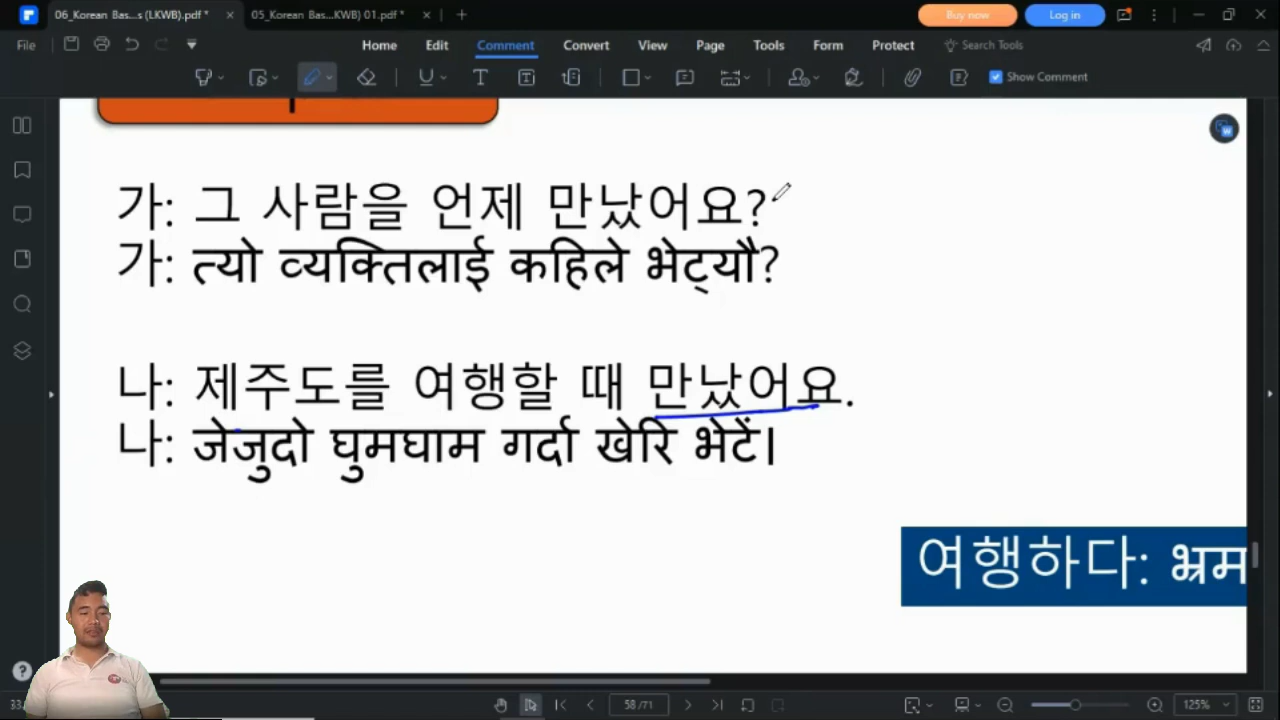 06_Korean Bas...s (LKWB).pdf *
05_Korean Bas...KWB) 01.pdf *
Buy now
Log in
File
Home
Edit
Comment
Convert
View
Page
Tools
Form
Protect
Search Tools
Show Comment
가: 그 사람을 언제 만났어요?
가: त्यो व्यक्तिलाई कहिले भेट्यौ?
나: 제주도를 여행할 때 만났어요.
나: जेजुदो घुमघाम गर्दा खेरि भेटें।
여행하다: भ्रम
58 /71
125%